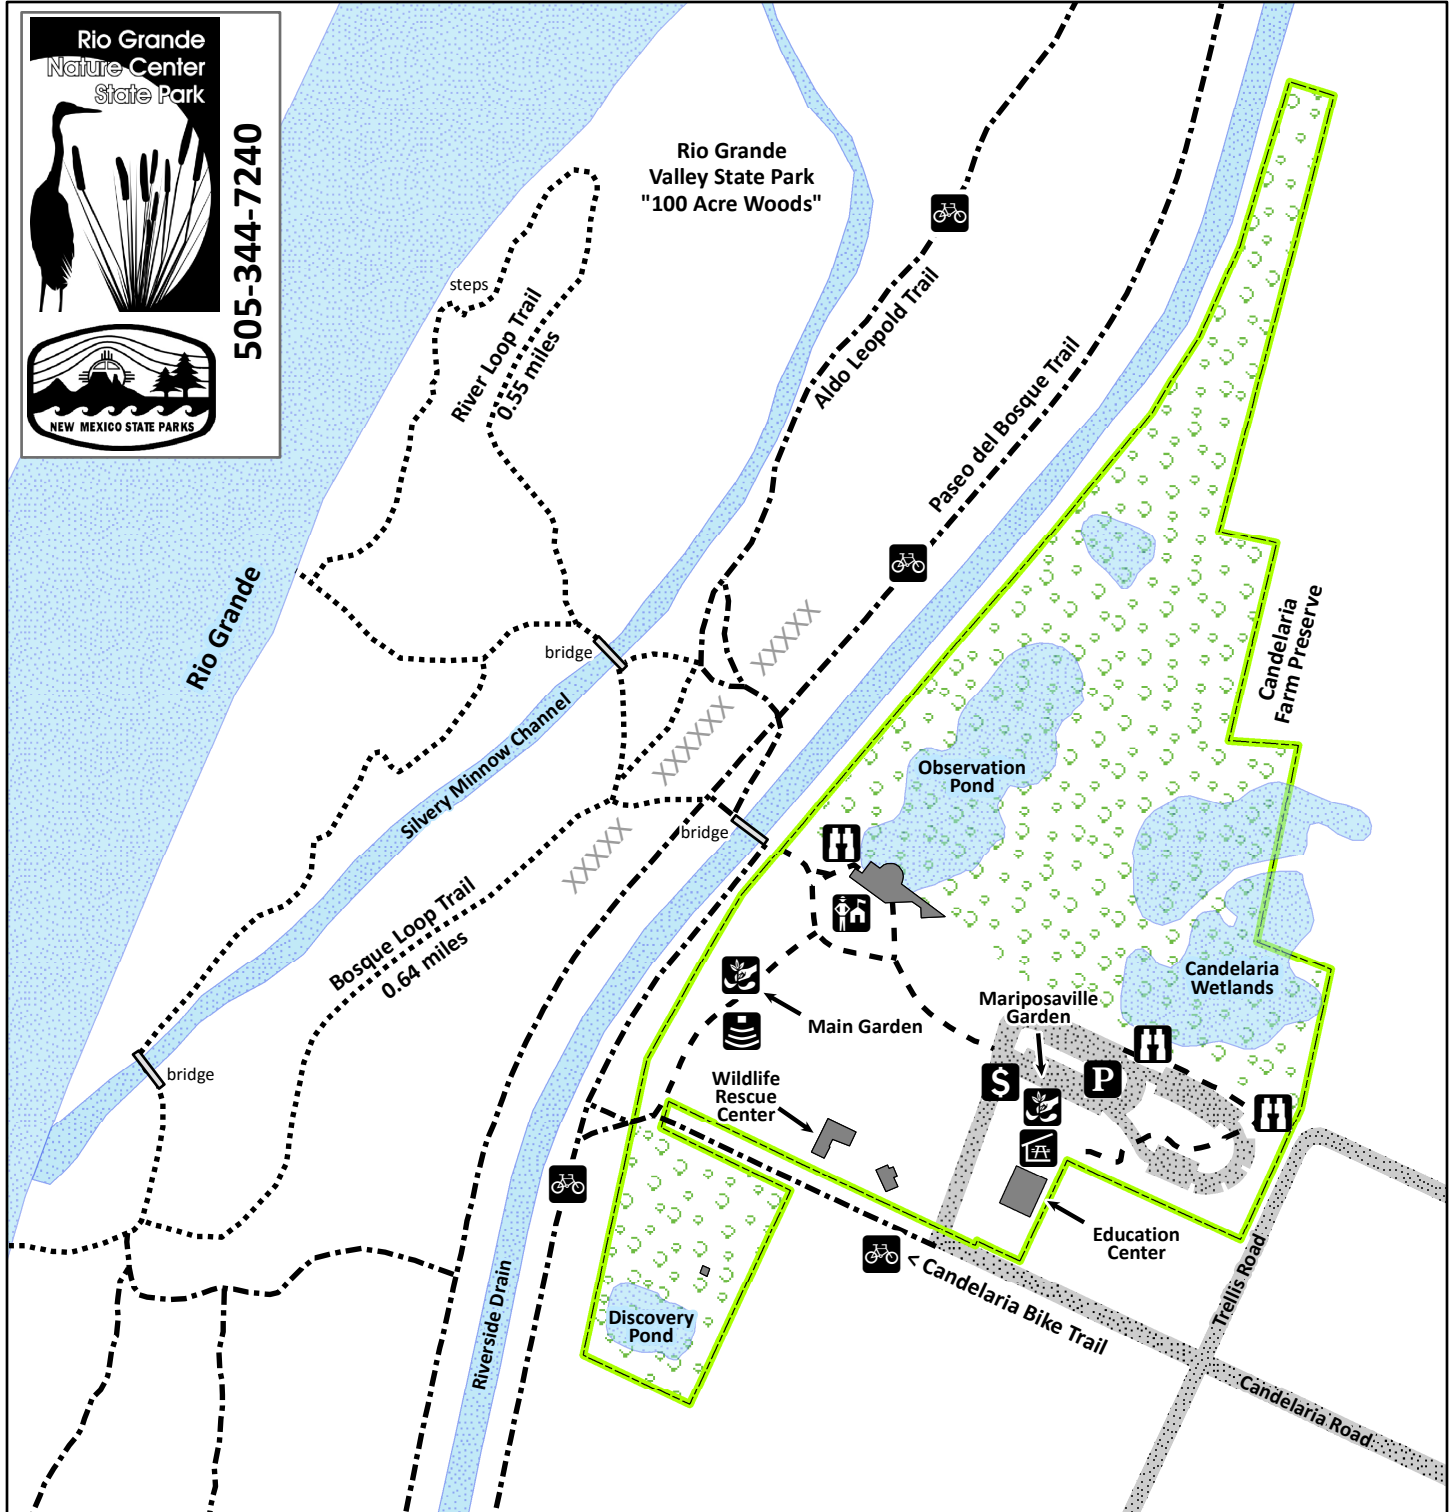 Rio Grande
Nature Center
State Park
505-344-7240
NEW MEXICO STATE PARKS
Rio Grande
Valley State Park
"100 Acre Woods"
steps
River Loop Trail
0.55 miles
Aldo Leopold Trail
Paseo del Bosque Trail
Rio Grande
bridge
XXXXX
XXXXXX
XXXXX
Silvery Minnow Channel
Candelaria
Farm Preserve
Observation
Pond
bridge
Bosque Loop Trail
0.64 miles
Candelaria
Wetlands
Mariposaville
Garden
Main Garden
bridge
Wildlife
Rescue
Center
$
P
Education
Center
< Candelaria Bike Trail
Trellis Road
Riverside Drain
Discovery
Pond
Candelaria Road